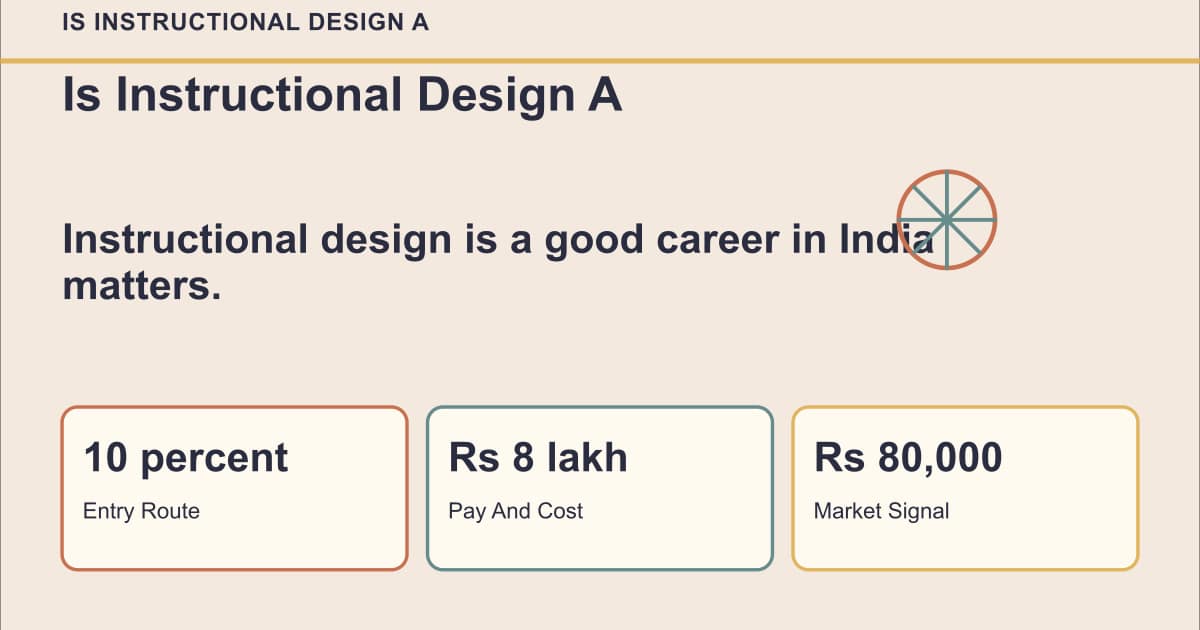 IS INSTRUCTIONAL DESIGN A
Is Instructional Design A
Instructional design is a good career in India
matters.
10 percent
Entry Route
Rs 8 lakh
Pay And Cost
Rs 80,000
Market Signal